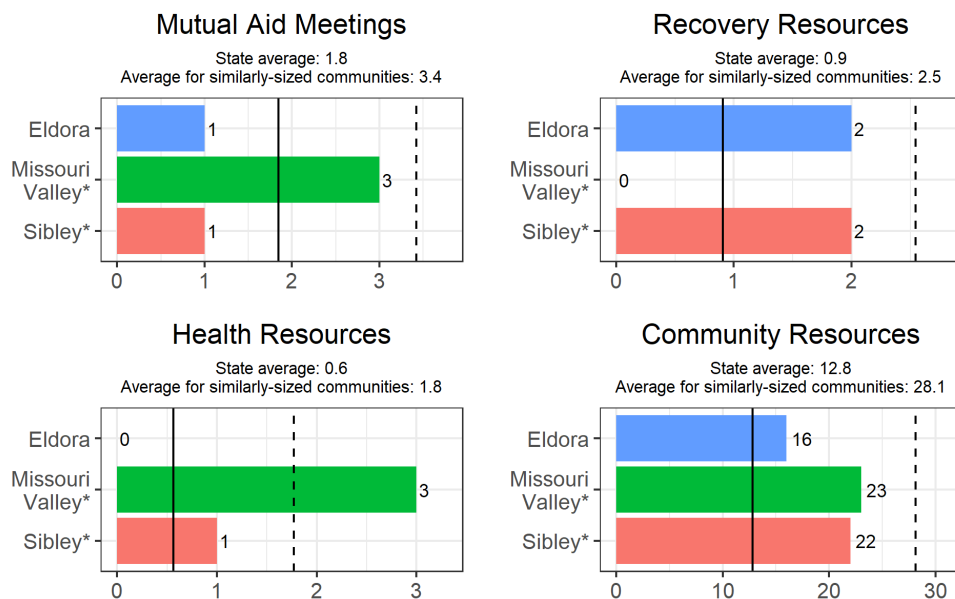 Mutual Aid Meetings
State average: 1.8
Average for similarly-sized communities: 3.4
Eldora
1
Missouri
Valley*
3
Sibley*
1
0 1 2 3
Recovery Resources
State average: 0.9
Average for similarly-sized communities: 2.5
Eldora
2
Missouri
Valley*
0
Sibley*
2
0 1 2
Health Resources
State average: 0.6
Average for similarly-sized communities: 1.8
Eldora
0
Missouri
Valley*
3
Sibley*
1
0 1 2 3
Community Resources
State average: 12.8
Average for similarly-sized communities: 28.1
Eldora
16
Missouri
Valley*
23
Sibley*
22
0 10 20 30